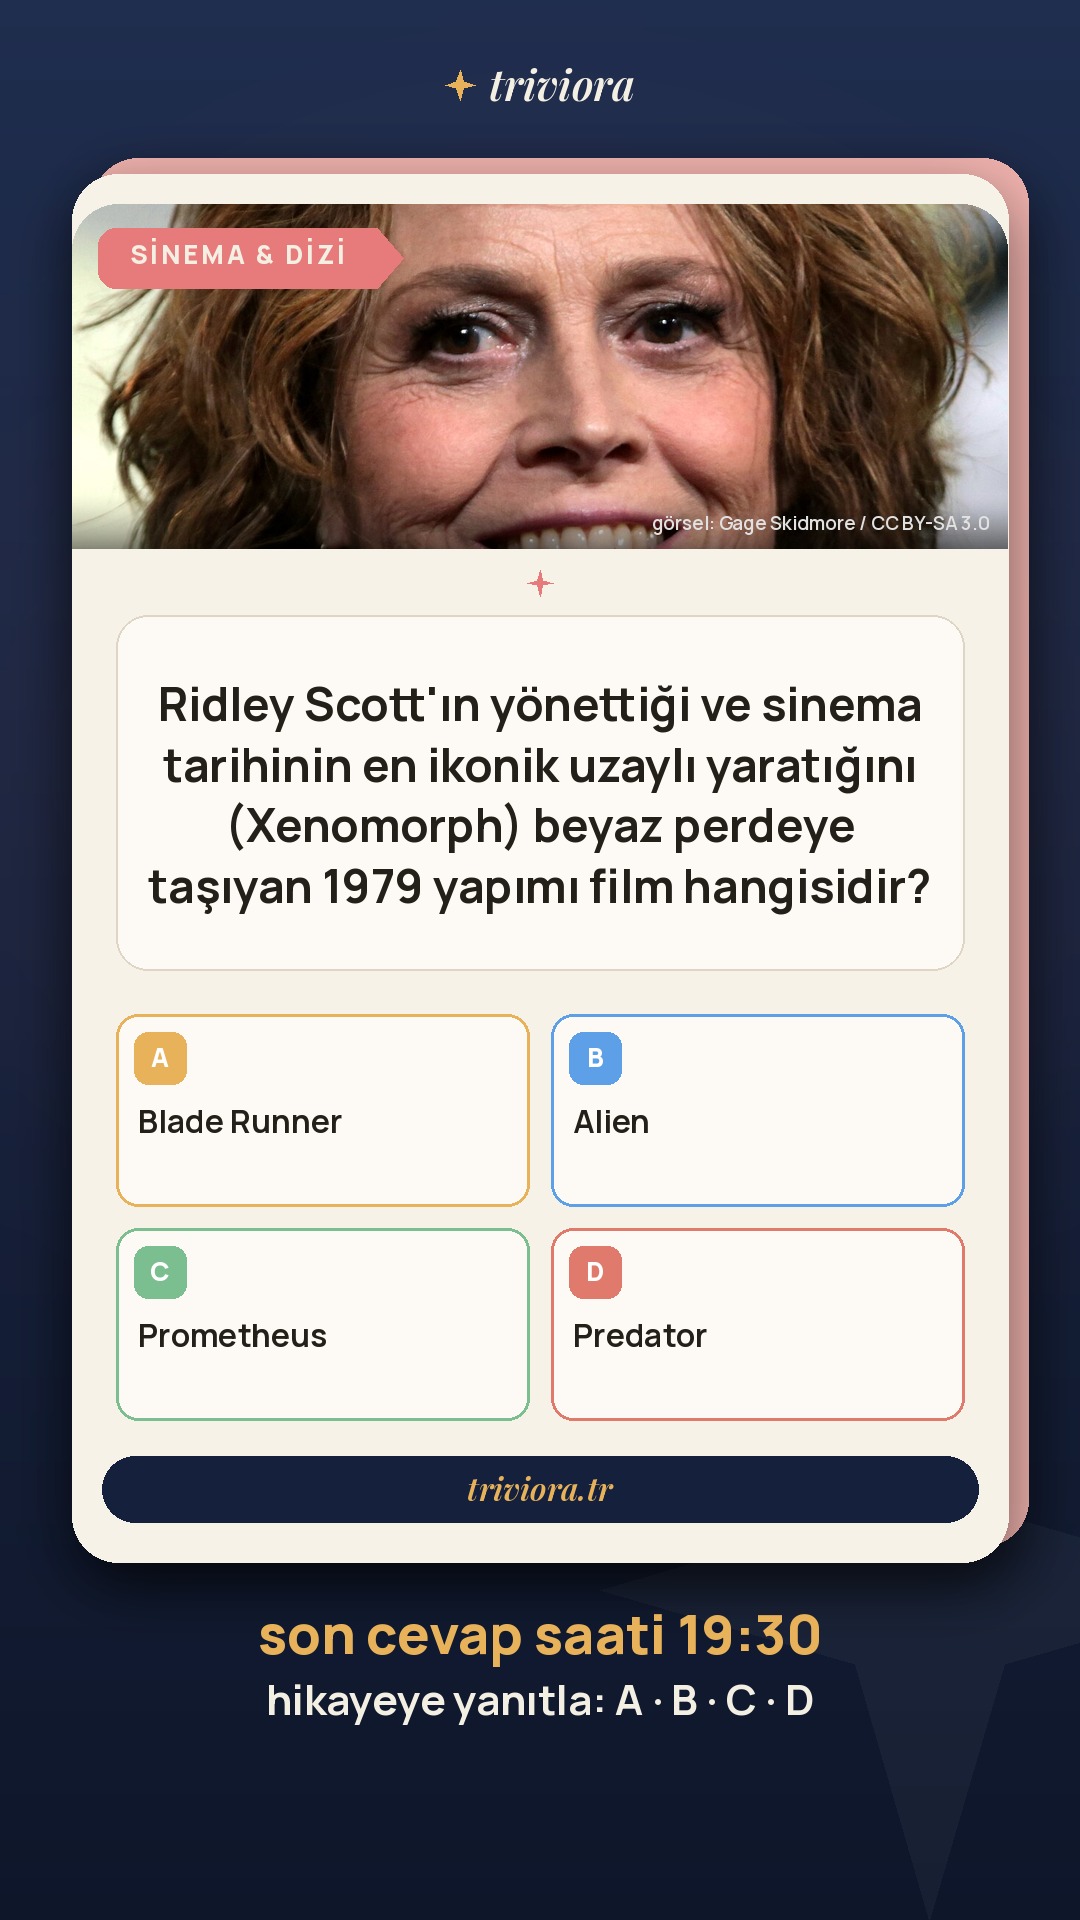 triviora
SİNEMA & DİZİ
görsel: Gage Skidmore / CC BY-SA 3.0
Ridley Scott'ın yönettiği ve sinema
tarihinin en ikonik uzaylı yaratığını
(Xenomorph) beyaz perdeye
taşıyan 1979 yapımı film hangisidir?
A
Blade Runner
B
Alien
C
Prometheus
D
Predator
triviora.tr
son cevap saati 19:30
hikayeye yanıtla: A · B · C · D